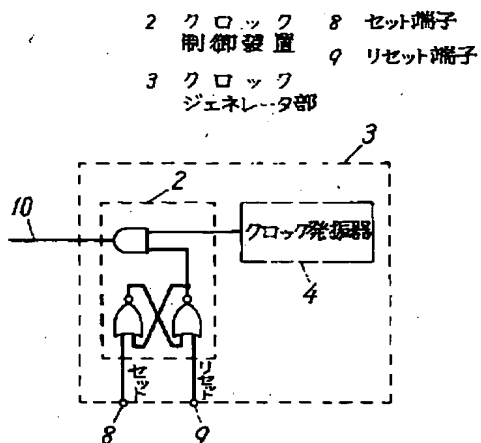 2 クロック
制御装置
3 クロック
ジェネレータ部
8 セット端子
9 リセット端子
3
2
10
クロック発振器
4
セット
リセット
8
9